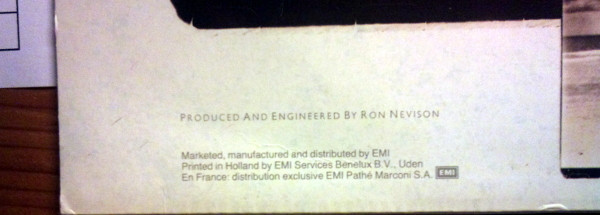 PRODUCED AND ENGINEERED BY RON NEVISON
Marketed, manufactured and distributed by EMI
Printed in Holland by EMI Services Benelux B.V., Uden
En France: distribution exclusive EMI Pathé Marconi S.A. EMI